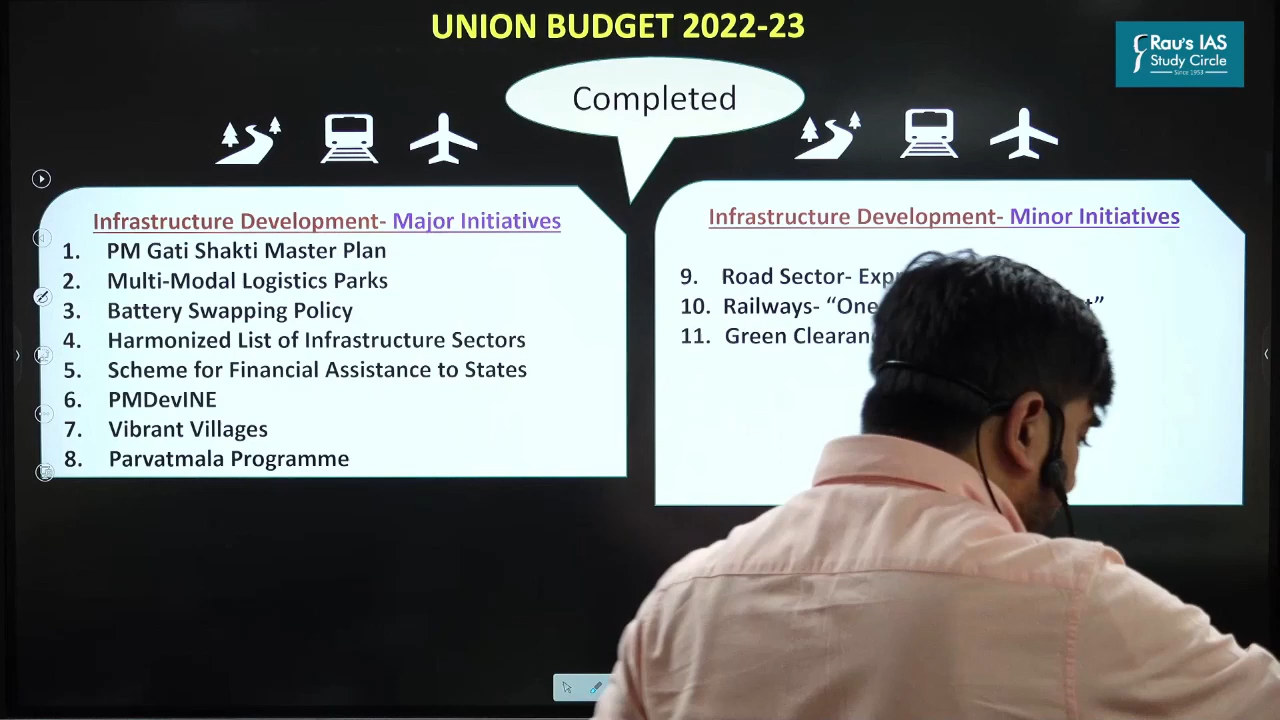 UNION BUDGET 2022-23
Rau's IAS
Study Circle
Since 1953
Completed
Infrastructure Development- Major Initiatives
1. PM Gati Shakti Master Plan
2. Multi-Modal Logistics Parks
3. Battery Swapping Policy
4. Harmonized List of Infrastructure Sectors
5. Scheme for Financial Assistance to States
6. PMDevINE
7. Vibrant Villages
8. Parvatmala Programme
Infrastructure Development- Minor Initiatives
9. Road Sector-
10. Railways- “One
11. Green